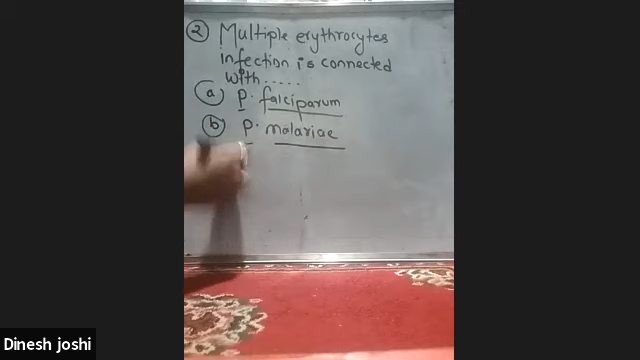 ② Multiple erythrocytes
infection is connected
with.....
ⓐ P. falciparum
ⓑ P. malariae
Dinesh joshi